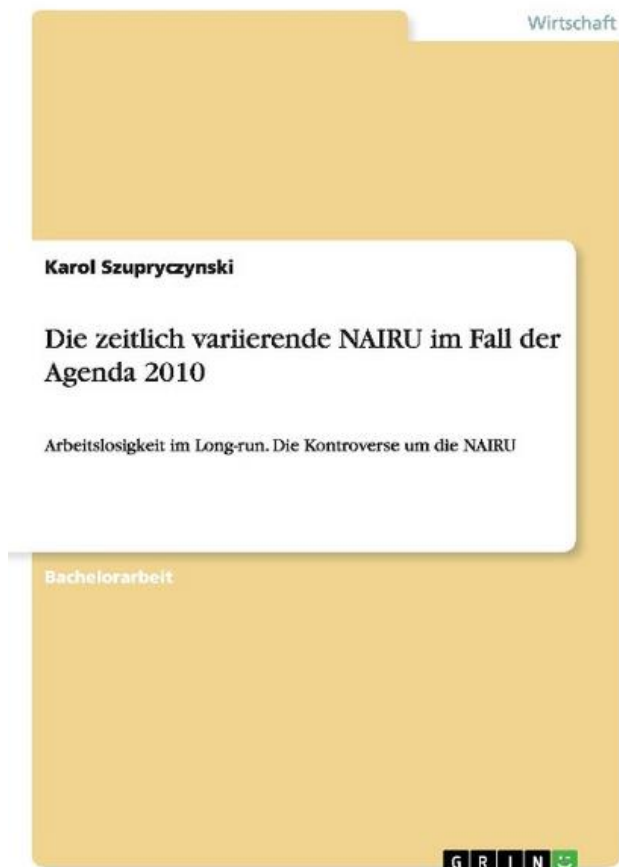 Wirtschaft
Karol Szupryczynski
Die zeitlich variierende NAIRU im Fall der
Agenda 2010
Arbeitslosigkeit im Long-run. Die Kontroverse um die NAIRU
Bachelorarbeit
GRIN